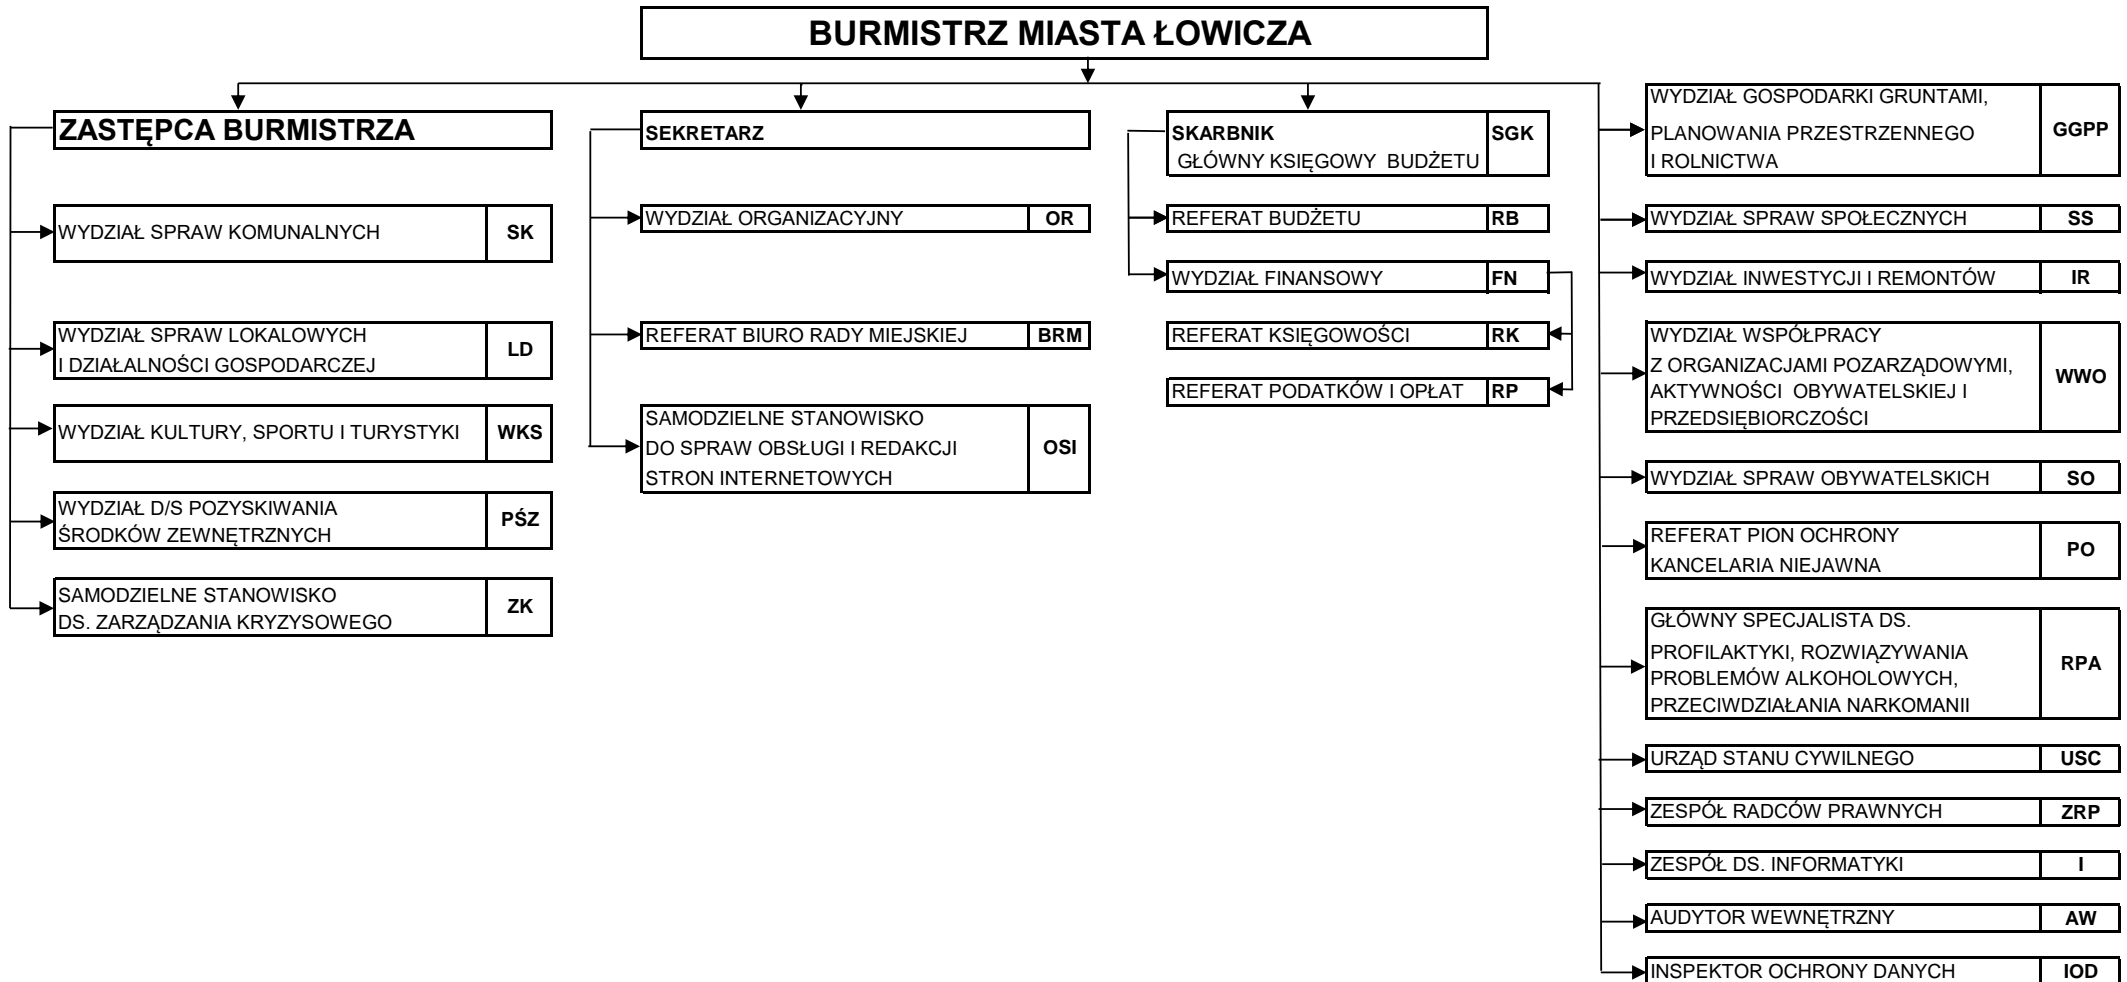 BURMISTRZ MIASTA ŁOWICZA
ZASTĘPCA BURMISTRZA
WYDZIAŁ SPRAW KOMUNALNYCH SK
WYDZIAŁ SPRAW LOKALOWYCH
I DZIAŁALNOŚCI GOSPODARCZEJ
LD
WYDZIAŁ KULTURY, SPORTU I TURYSTYKI WKS
WYDZIAŁ D/S POZYSKIWANIA
ŚRODKÓW ZEWNĘTRZNYCH
PŚZ
SAMODZIELNE STANOWISKO
DS. ZARZĄDZANIA KRYZYSOWEGO
ZK
SEKRETARZ
WYDZIAŁ ORGANIZACYJNY OR
REFERAT BIURO RADY MIEJSKIEJ BRM
SAMODZIELNE STANOWISKO
DO SPRAW OBSŁUGI I REDAKCJI
STRON INTERNETOWYCH
OSI
SKARBNIK SGK
GŁÓWNY KSIĘGOWY BUDŻETU
REFERAT BUDŻETU RB
WYDZIAŁ FINANSOWY FN
REFERAT KSIĘGOWOŚCI RK
REFERAT PODATKÓW I OPŁAT RP
WYDZIAŁ GOSPODARKI GRUNTAMI,
PLANOWANIA PRZESTRZENNEGO
I ROLNICTWA
GGPP
WYDZIAŁ SPRAW SPOŁECZNYCH SS
WYDZIAŁ INWESTYCJI I REMONTÓW IR
WYDZIAŁ WSPÓŁPRACY
Z ORGANIZACJAMI POZARZĄDOWYMI,
AKTYWNOŚCI OBYWATELSKIEJ I
PRZEDSIĘBIORCZOŚCI
WWO
WYDZIAŁ SPRAW OBYWATELSKICH SO
REFERAT PION OCHRONY
KANCELARIA NIEJAWNA
PO
GŁÓWNY SPECJALISTA DS.
PROFILAKTYKI, ROZWIĄZYWANIA
PROBLEMÓW ALKOHOLOWYCH,
PRZECIWDZIAŁANIA NARKOMANII
RPA
URZĄD STANU CYWILNEGO USC
ZESPÓŁ RADCÓW PRAWNYCH ZRP
ZESPÓŁ DS. INFORMATYKI I
AUDYTOR WEWNĘTRZNY AW
INSPEKTOR OCHRONY DANYCH IOD